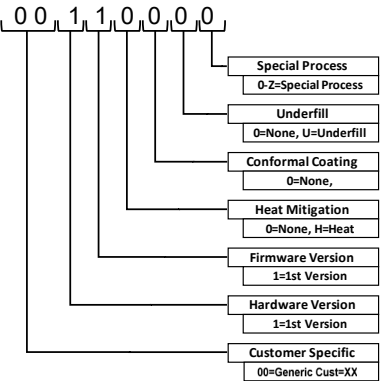 0 0 1 1 0 0 0 0
Special Process
0-Z=Special Process
Underfill
0=None, U=Underfill
Conformal Coating
0=None,
Heat Mitigation
0=None, H=Heat
Firmware Version
1=1st Version
Hardware Version
1=1st Version
Customer Specific
00=Generic Cust=XX